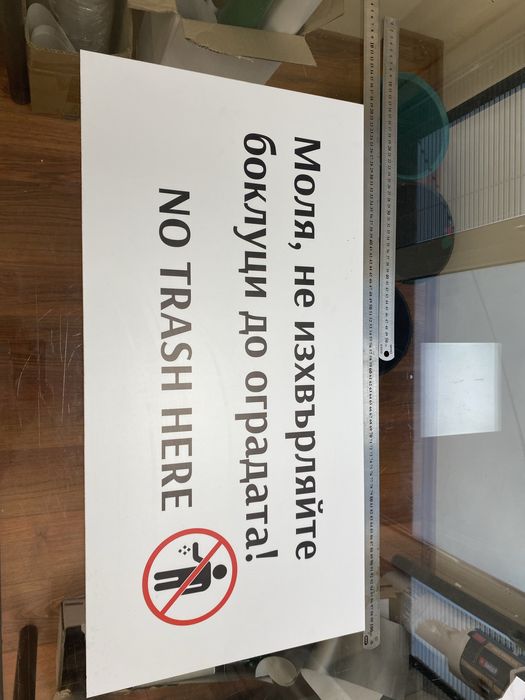 Моля, не изхвърляйте
боклуци до оградата!
NO TRASH HERE